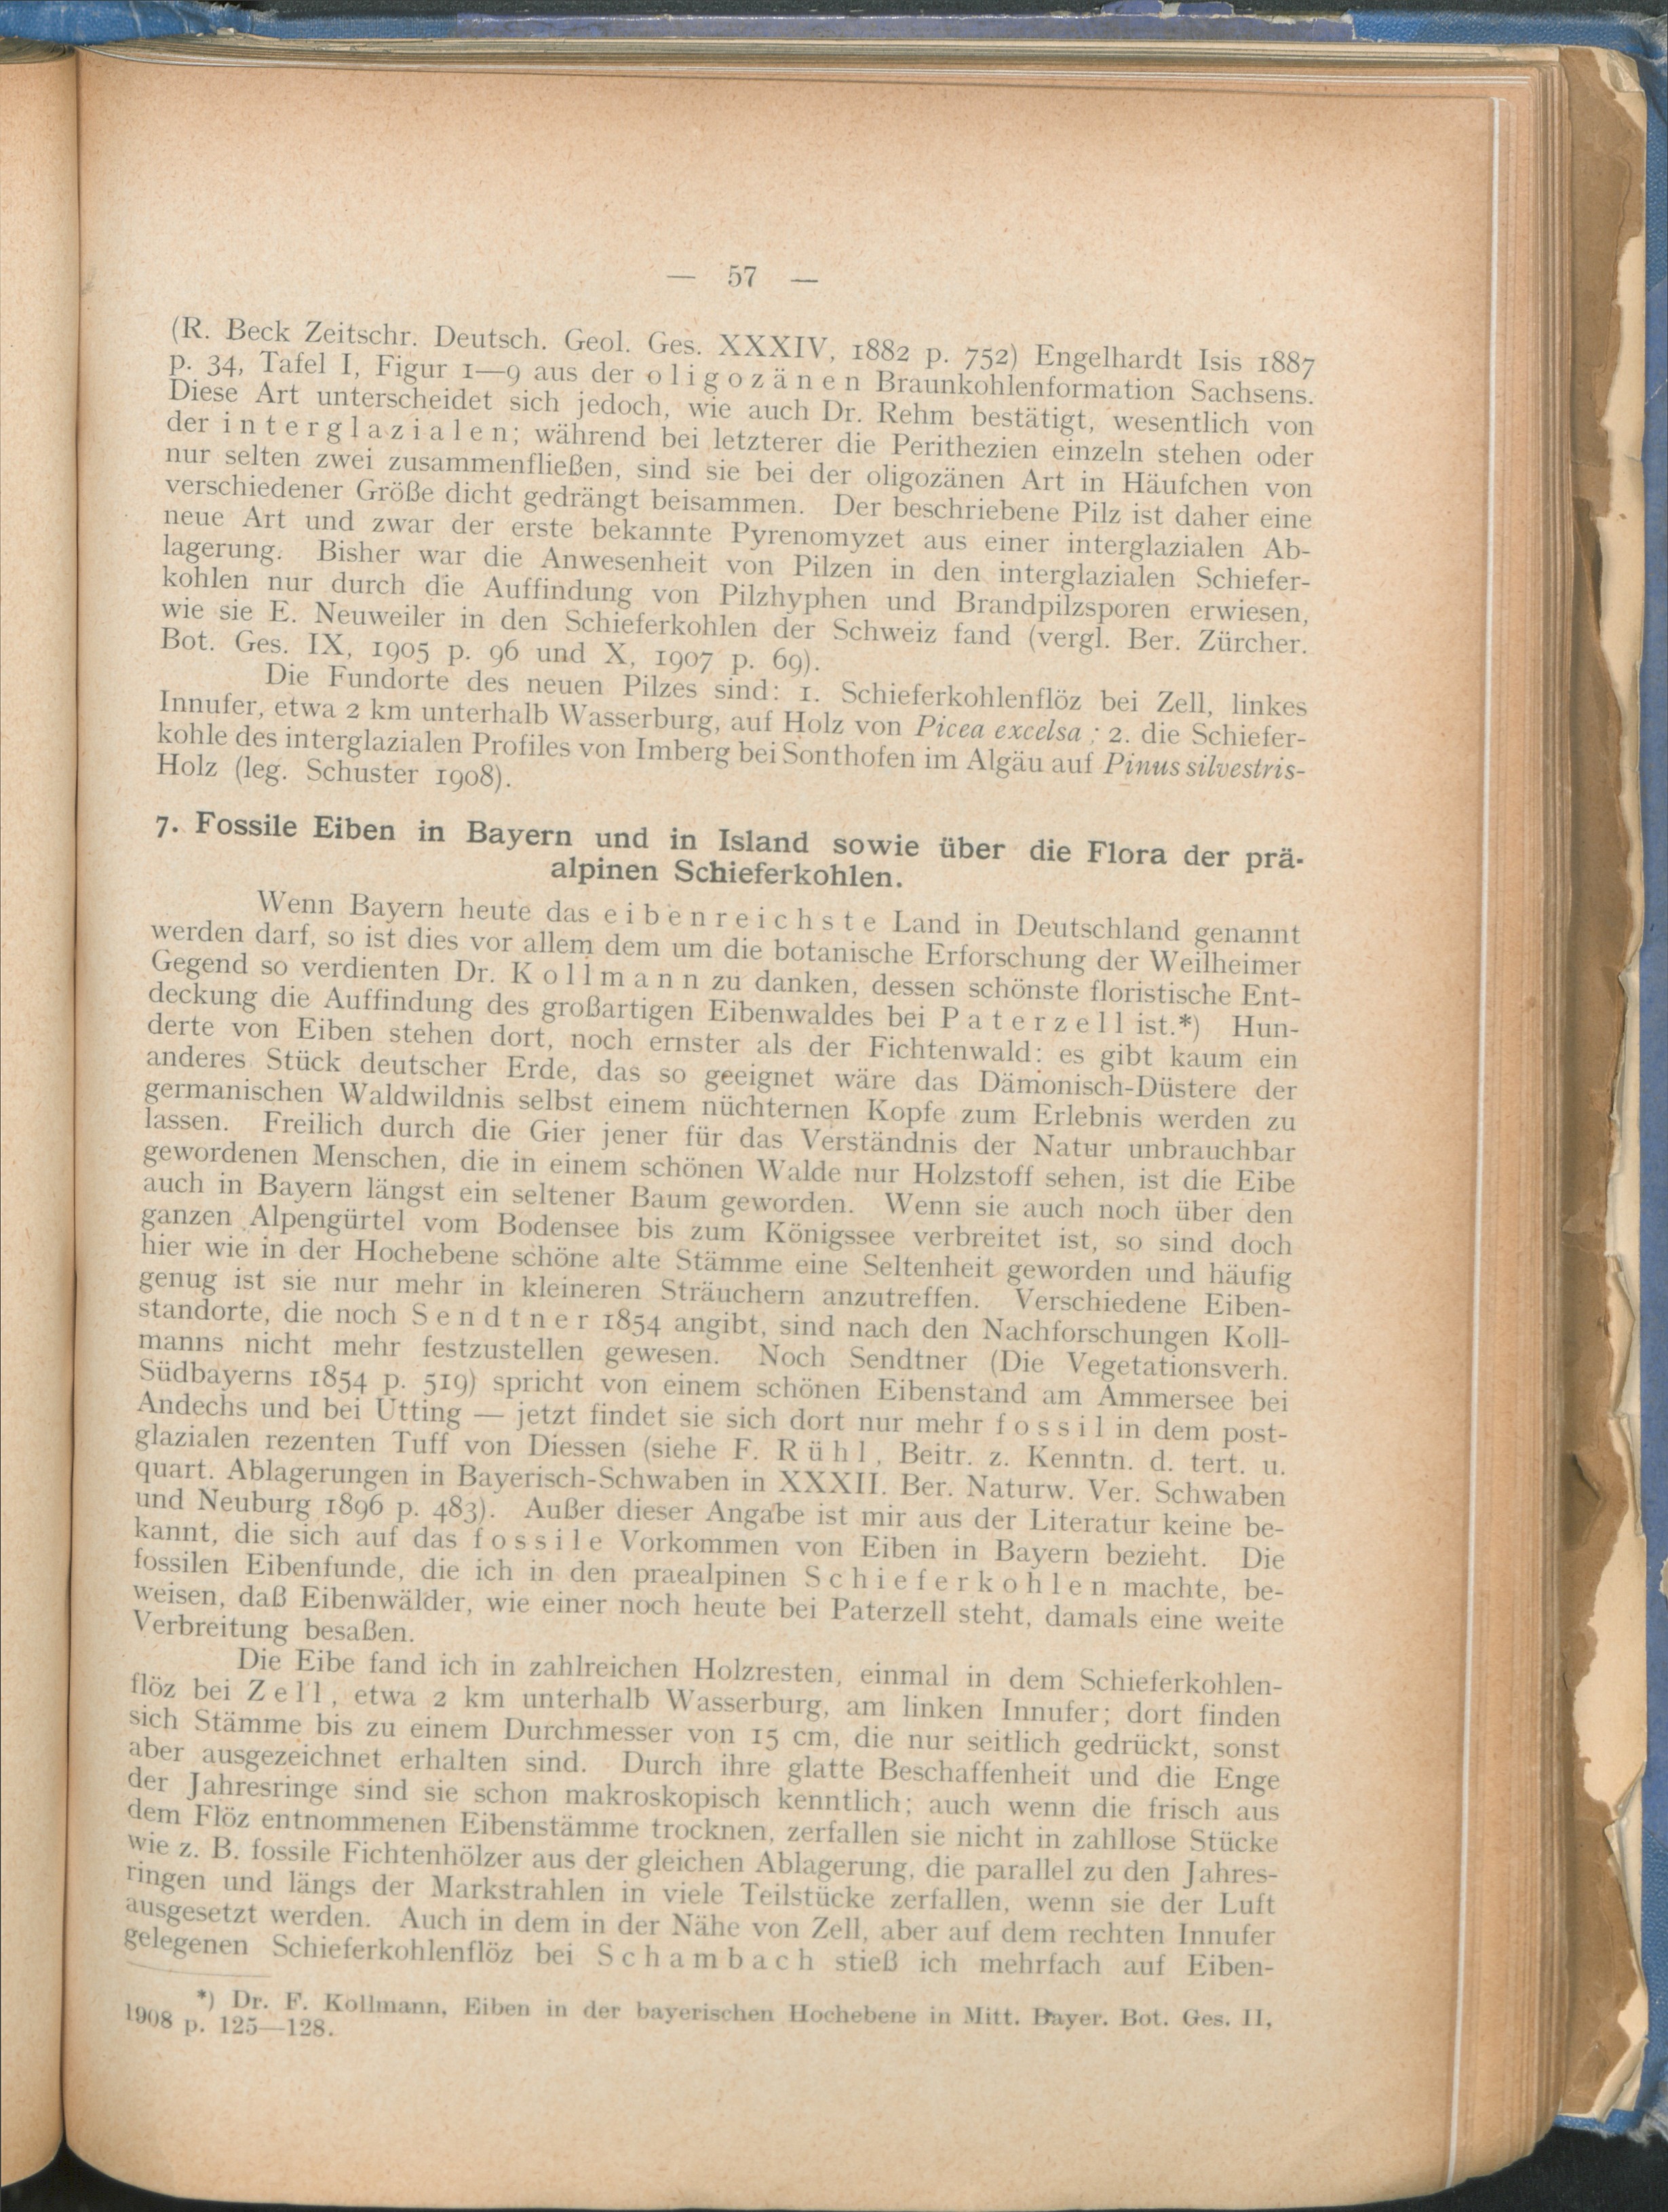 — 57 —
(R. Beck Zeitschr. Deutsch. Geol. Ges. XXXIV, 1882 p. 752) Engelhardt Isis 1887
p. 34, Tafel I, Figur 1—9 aus der oligozänen Braunkohlenformation Sachsens.
Diese Art unterscheidet sich jedoch, wie auch Dr. Rehm bestätigt, wesentlich von
der interglazialen; während bei letzterer die Perithezien einzeln stehen oder
nur selten zwei zusammenfließen, sind sie bei der oligozänen Art in Häufchen von
verschiedener Größe dicht gedrängt beisammen. Der beschriebene Pilz ist daher eine
neue Art und zwar der erste bekannte Pyrenomyzet aus einer interglazialen Ab-
lagerung. Bisher war die Anwesenheit von Pilzen in den interglazialen Schiefer-
kohlen nur durch die Auffindung von Pilzhyphen und Brandpilzsporen erwiesen,
wie sie E. Neuweiler in den Schieferkohlen der Schweiz fand (vergl. Ber. Zürcher.
Bot. Ges. IX, 1905 p. 96 und X, 1907 p. 69).
Die Fundorte des neuen Pilzes sind: 1. Schieferkohlenflöz bei Zell, linkes
Innufer, etwa 2 km unterhalb Wasserburg, auf Holz von Picea excelsa; 2. die Schiefer-
kohle des interglazialen Profiles von Imberg bei Sonthofen im Algäu auf Pinus silvestris-
Holz (leg. Schuster 1908).
7. Fossile Eiben in Bayern und in Island sowie über die Flora der prä-
alpinen Schieferkohlen.
Wenn Bayern heute das eibenreichste Land in Deutschland genannt
werden darf, so ist dies vor allem dem um die botanische Erforschung der Weilheimer
Gegend so verdienten Dr. Kollmann zu danken, dessen schönste floristische Ent-
deckung die Auffindung des großartigen Eibenwaldes bei Paterzell ist.*) Hun-
derte von Eiben stehen dort, noch ernster als der Fichtenwald: es gibt kaum ein
anderes Stück deutscher Erde, das so geeignet wäre das Dämonisch-Düstere der
germanischen Waldwildnis selbst einem nüchternen Kopfe zum Erlebnis werden zu
lassen. Freilich durch die Gier jener für das Verständnis der Natur unbrauchbar
gewordenen Menschen, die in einem schönen Walde nur Holzstoff sehen, ist die Eibe
auch in Bayern längst ein seltener Baum geworden. Wenn sie auch noch über den
ganzen Alpengürtel vom Bodensee bis zum Königssee verbreitet ist, so sind doch
hier wie in der Hochebene schöne alte Stämme eine Seltenheit geworden und häufig
genug ist sie nur mehr in kleineren Sträuchern anzutreffen. Verschiedene Eiben-
standorte, die noch Sendtner 1854 angibt, sind nach den Nachforschungen Koll-
manns nicht mehr festzustellen gewesen. Noch Sendtner (Die Vegetationsverh.
Südbayerns 1854 p. 519) spricht von einem schönen Eibenstand am Ammersee bei
Andechs und bei Utting — jetzt findet sie sich dort nur mehr fossil in dem post-
glazialen rezenten Tuff von Diessen (siehe F. Rühl, Beitr. z. Kenntn. d. tert. u.
quart. Ablagerungen in Bayerisch-Schwaben in XXXII. Ber. Naturw. Ver. Schwaben
und Neuburg 1896 p. 483). Außer dieser Angabe ist mir aus der Literatur keine be-
kannt, die sich auf das fossile Vorkommen von Eiben in Bayern bezieht. Die
fossilen Eibenfunde, die ich in den praealpinen Schieferkohlen machte, be-
weisen, daß Eibenwälder, wie einer noch heute bei Paterzell steht, damals eine weite
Verbreitung besaßen.
Die Eibe fand ich in zahlreichen Holzresten, einmal in dem Schieferkohlen-
flöz bei Zell, etwa 2 km unterhalb Wasserburg, am linken Innufer; dort finden
sich Stämme bis zu einem Durchmesser von 15 cm, die nur seitlich gedrückt, sonst
aber ausgezeichnet erhalten sind. Durch ihre glatte Beschaffenheit und die Enge
der Jahresringe sind sie schon makroskopisch kenntlich; auch wenn die frisch aus
dem Flöz entnommenen Eibenstämme trocknen, zerfallen sie nicht in zahllose Stücke
wie z. B. fossile Fichtenhölzer aus der gleichen Ablagerung, die parallel zu den Jahres-
ringen und längs der Markstrahlen in viele Teilstücke zerfallen, wenn sie der Luft
ausgesetzt werden. Auch in dem in der Nähe von Zell, aber auf dem rechten Innufer
gelegenen Schieferkohlenflöz bei Schambach stieß ich mehrfach auf Eiben-
*) Dr. F. Kollmann, Eiben in der bayerischen Hochebene in Mitt. Bayer. Bot. Ges. II,
1908 p. 125—128.